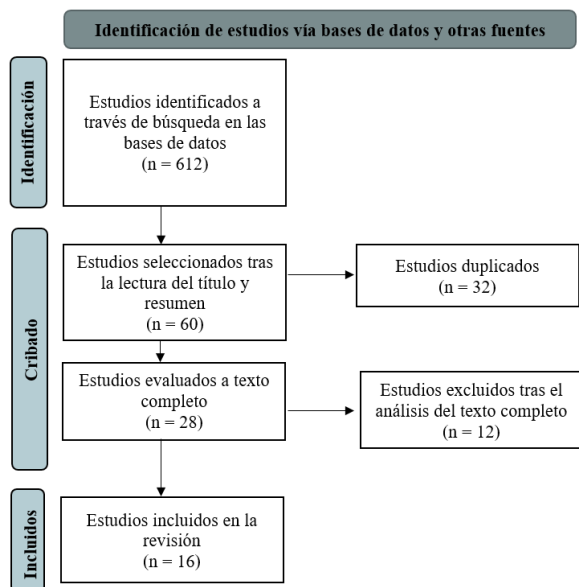 Identificación de estudios vía bases de datos y otras fuentes
Identificación
Estudios identificados a
través de búsqueda en las
bases de datos
(n = 612)
Cribado
Estudios seleccionados tras
la lectura del título y
resumen
(n = 60)
Estudios duplicados
(n = 32)
Estudios evaluados a texto
completo
(n = 28)
Estudios excluidos tras el
análisis del texto completo
(n = 12)
Incluidos
Estudios incluidos en la
revisión
(n = 16)